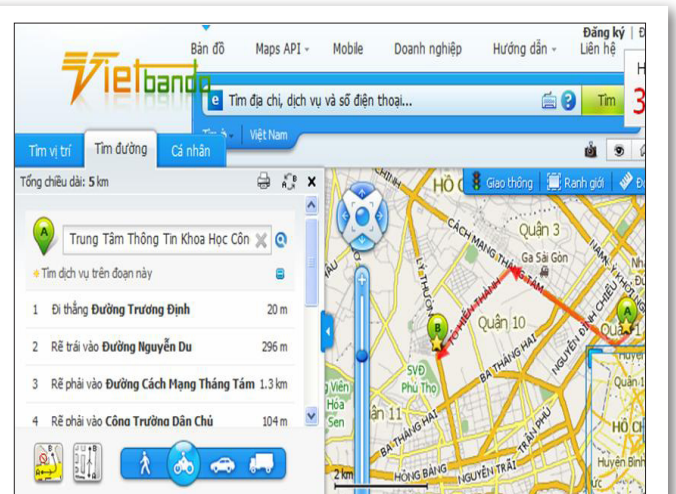 Đăng ký
Bản đồ Maps API Mobile Doanh nghiệp Hướng dẫn Liên hệ
Vietbando
Tìm địa chỉ, dịch vụ và số điện thoại... Tìm
Việt Nam
Tìm vị trí Tìm đường Cá nhân
Tổng chiều dài: 5 km
Giao thông Ranh giới
A Trung Tâm Thông Tin Khoa Học Côn
Tìm dịch vụ trên đoạn này
1 Đi thẳng Đường Trương Định 20 m
2 Rẽ trái vào Đường Nguyễn Du 296 m
3 Rẽ phải vào Đường Cách Mạng Tháng Tám 1.3 km
4 Rẽ phải vào Công Trường Dân Chủ 104 m
CÁCH MẠNG THÁNG TÁM
Quận 3
Ga Sài Gòn
TÔ HIẾN THÀNH
Quận 10
NGUYỄN ĐÌNH CHIỂU
A
B
BA THÁNG HAI
SVĐ
Phú Thọ
Quận 1
BA THÁNG HAI
TRẦN PHÚ
HỒNG BÀNG
NGUYỄN TRÃI
2 km